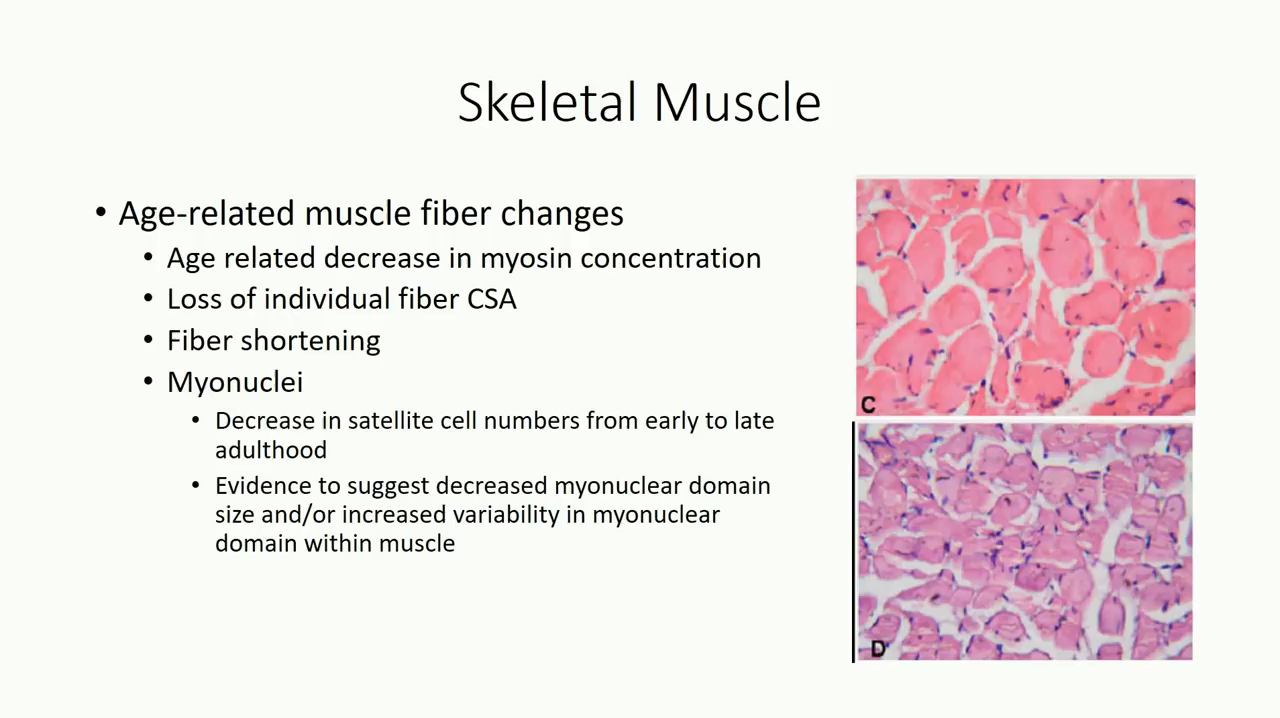 Skeletal Muscle
• Age-related muscle fiber changes
• Age related decrease in myosin concentration
• Loss of individual fiber CSA
• Fiber shortening
• Myonuclei
• Decrease in satellite cell numbers from early to late
adulthood
• Evidence to suggest decreased myonuclear domain
size and/or increased variability in myonuclear
domain within muscle
C
D